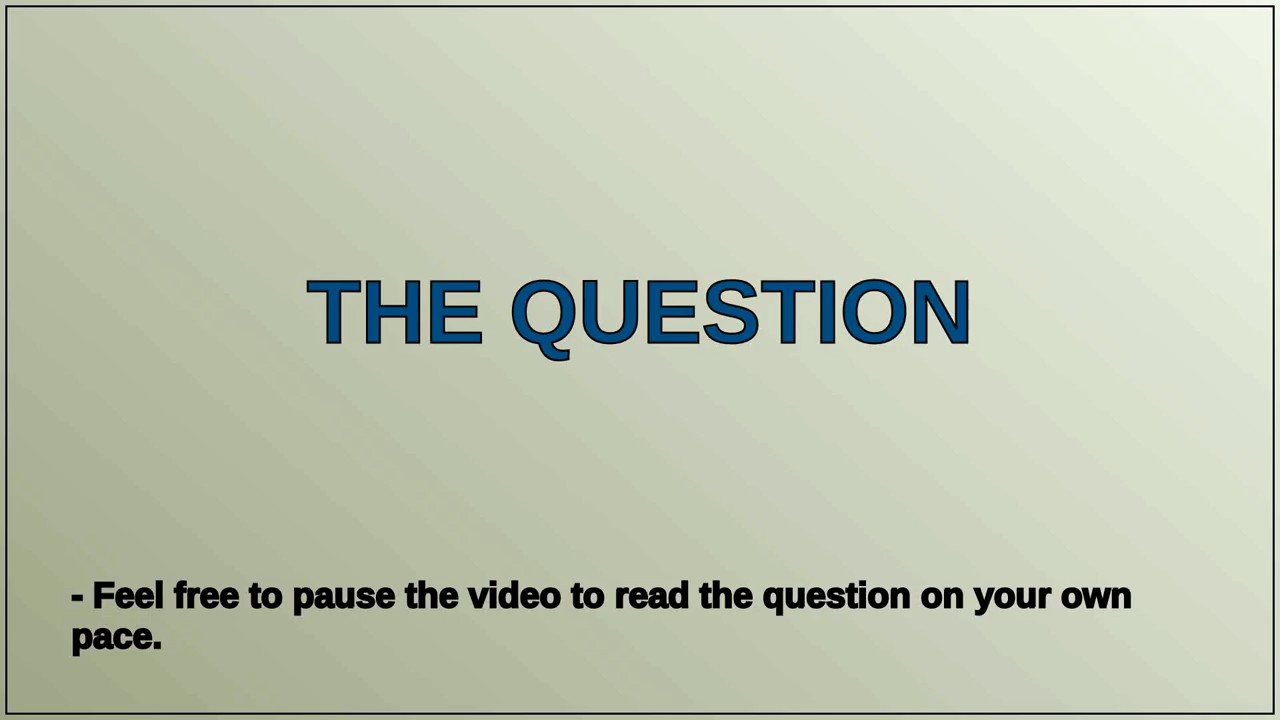 THE QUESTION
- Feel free to pause the video to read the question on your own
pace.